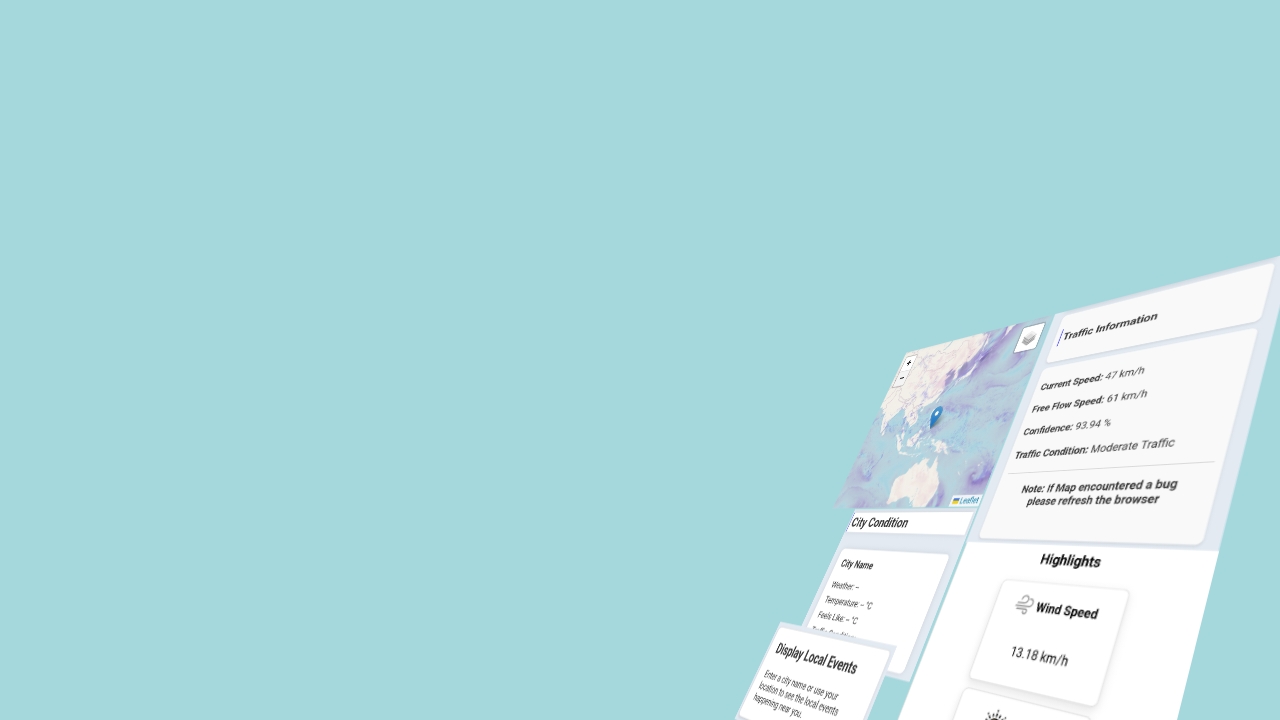 +
−
Leaflet
City Condition
City Name
Weather: --
Temperature: -- °C
Feels Like: -- °C
Display Local Events
Enter a city name or use your
location to see the local events
happening near you.
Traffic Information
Current Speed: 47 km/h
Free Flow Speed: 61 km/h
Confidence: 93.94 %
Traffic Condition: Moderate Traffic
Note: If Map encountered a bug
please refresh the browser
Highlights
Wind Speed
13.18 km/h